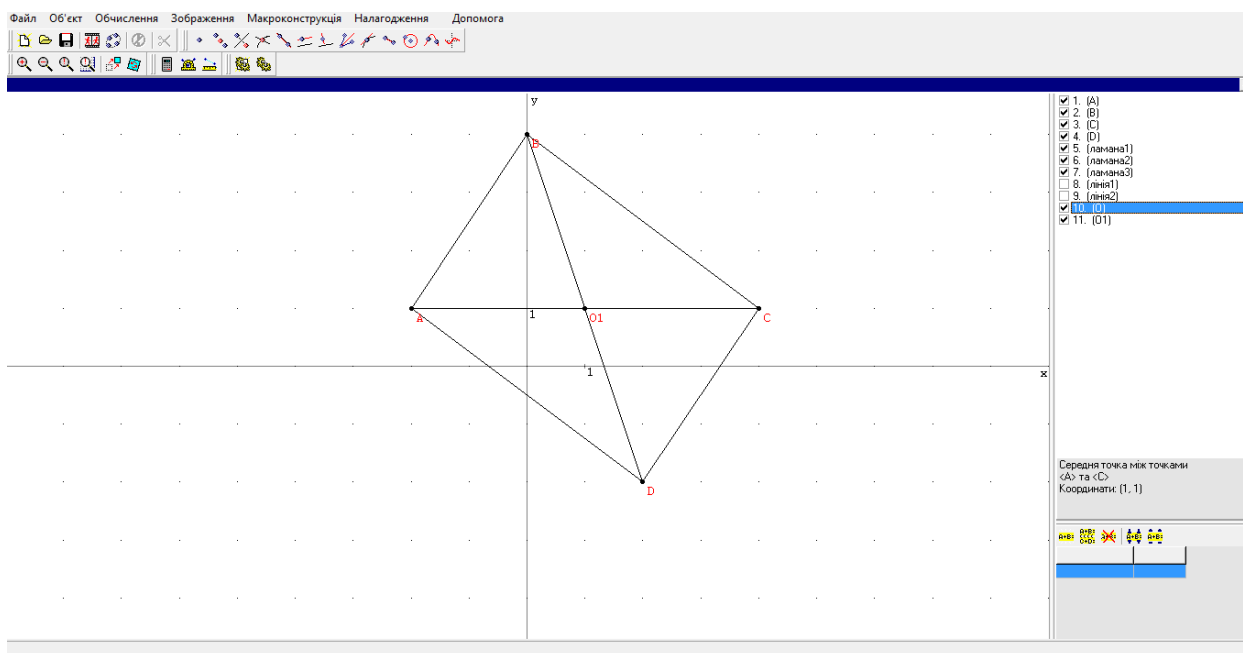 Файл Об'єкт Обчислення Зображення Макроконструкція Налагодження Допомога
y
B
A
1
O1
C
1
x
D
1. (A)
2. (B)
3. (C)
4. (D)
5. (ламана1)
6. (ламана2)
7. (ламана3)
8. (лінія1)
9. (лінія2)
10. (O)
11. (O1)
Середня точка між точками
<A> та <C>
Координати: (1, 1)